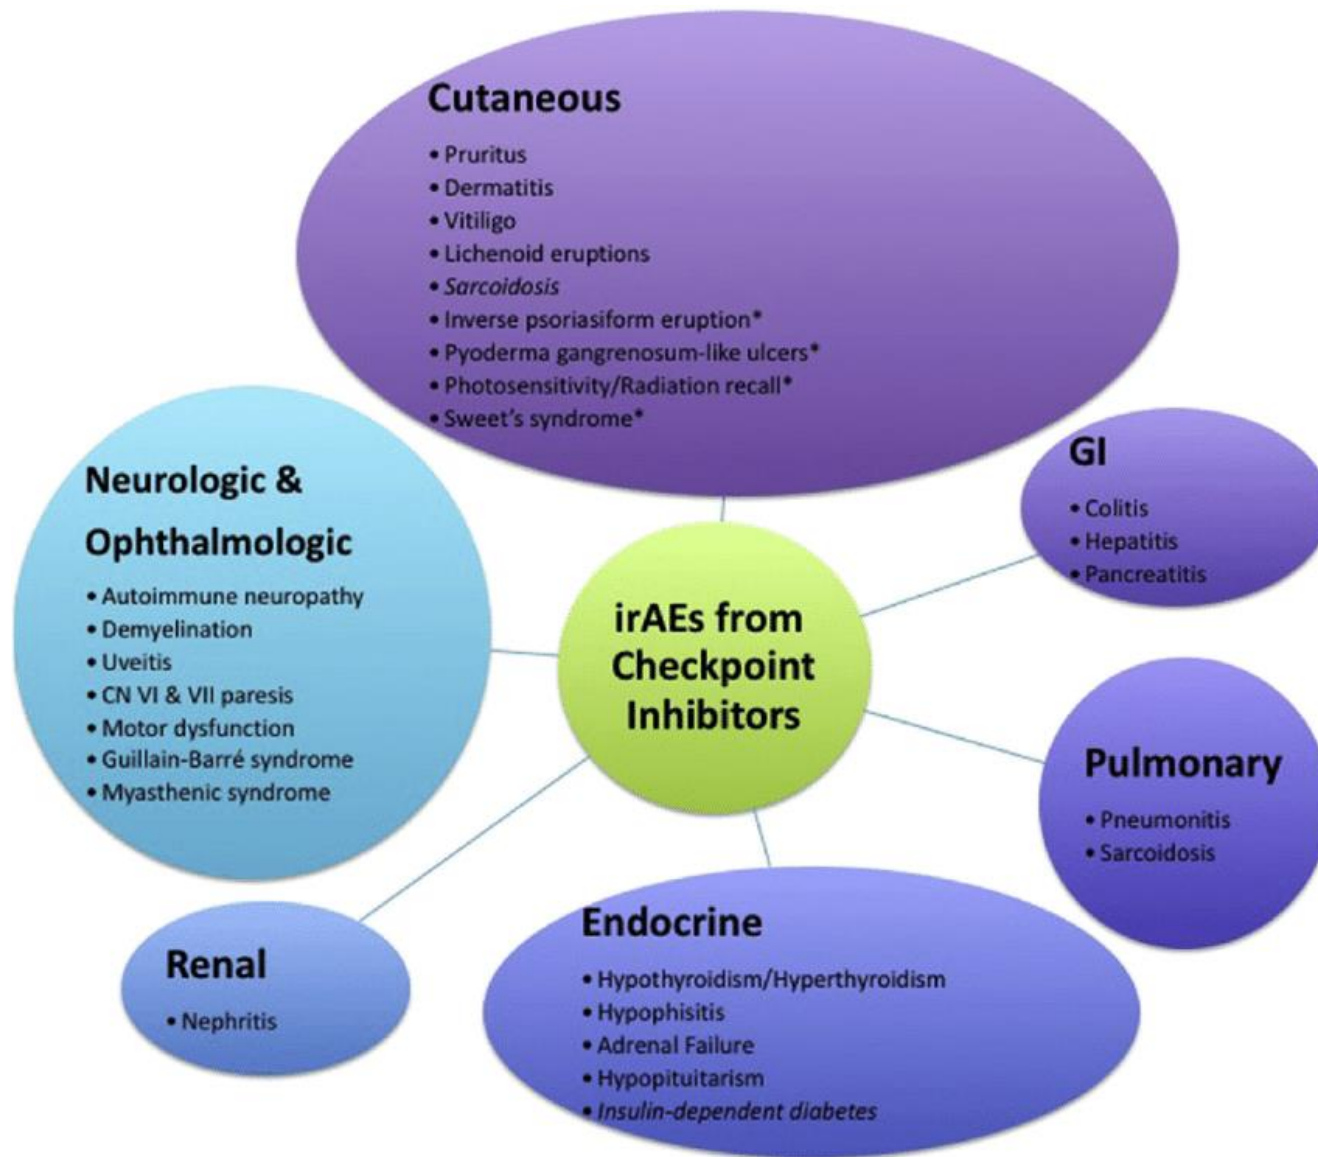 Cutaneous
• Pruritus
• Dermatitis
• Vitiligo
• Lichenoid eruptions
• Sarcoidosis
• Inverse psoriasiform eruption*
• Pyoderma gangrenosum-like ulcers*
• Photosensitivity/Radiation recall*
• Sweet's syndrome*
Neurologic &
Ophthalmologic
• Autoimmune neuropathy
• Demyelination
• Uveitis
• CN VI & VII paresis
• Motor dysfunction
• Guillain-Barré syndrome
• Myasthenic syndrome
GI
• Colitis
• Hepatitis
• Pancreatitis
irAEs from
Checkpoint
Inhibitors
Pulmonary
• Pneumonitis
• Sarcoidosis
Renal
• Nephritis
Endocrine
• Hypothyroidism/Hyperthyroidism
• Hypophisitis
• Adrenal Failure
• Hypopituitarism
• Insulin-dependent diabetes